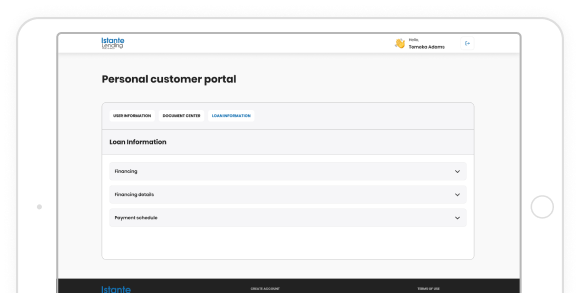 istante
Lending
Hello,
Tomeka Adams
Personal customer portal
USER INFORMATION
DOCUMENT CENTER
LOAN INFORMATION
Loan Information
Financing
Financing details
Payment schedule
istante
CREATE ACCOUNT
TERMS OF USE